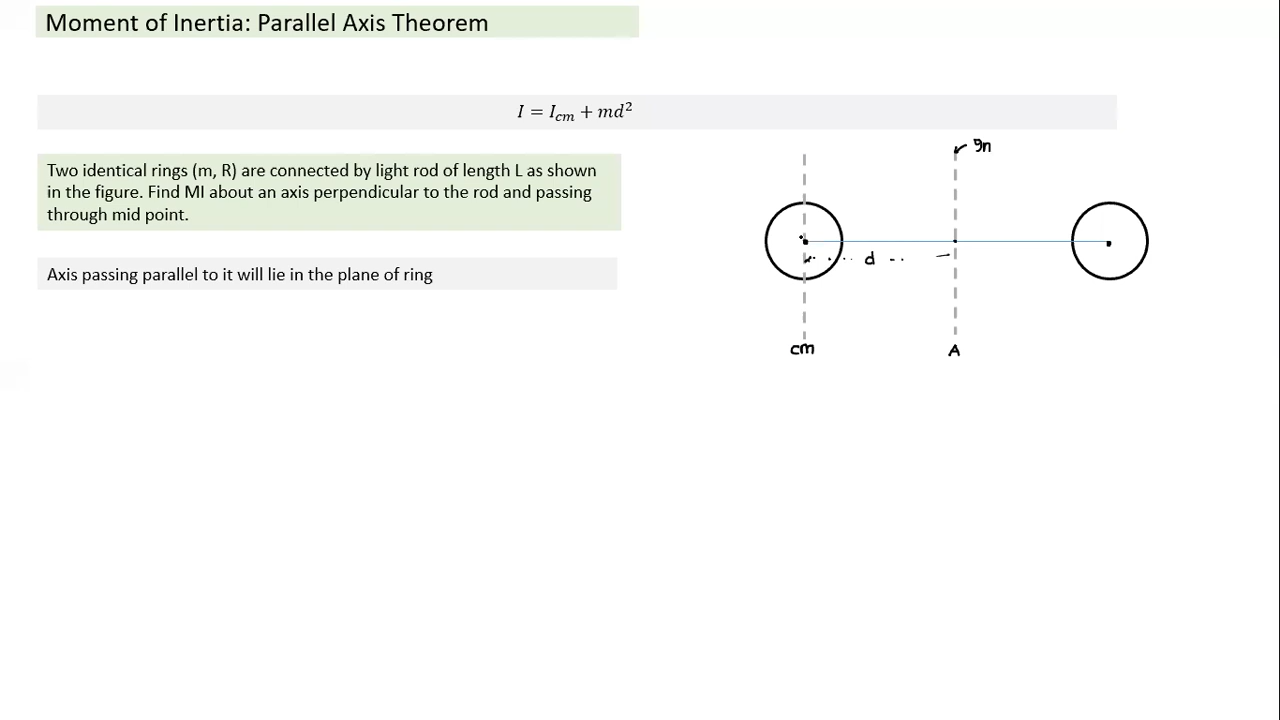 Moment of Inertia: Parallel Axis Theorem
I = I_{cm} + md²
Two identical rings (m, R) are connected by light rod of length L as shown
in the figure. Find MI about an axis perpendicular to the rod and passing
through mid point.
Axis passing parallel to it will lie in the plane of ring
d
cm
A